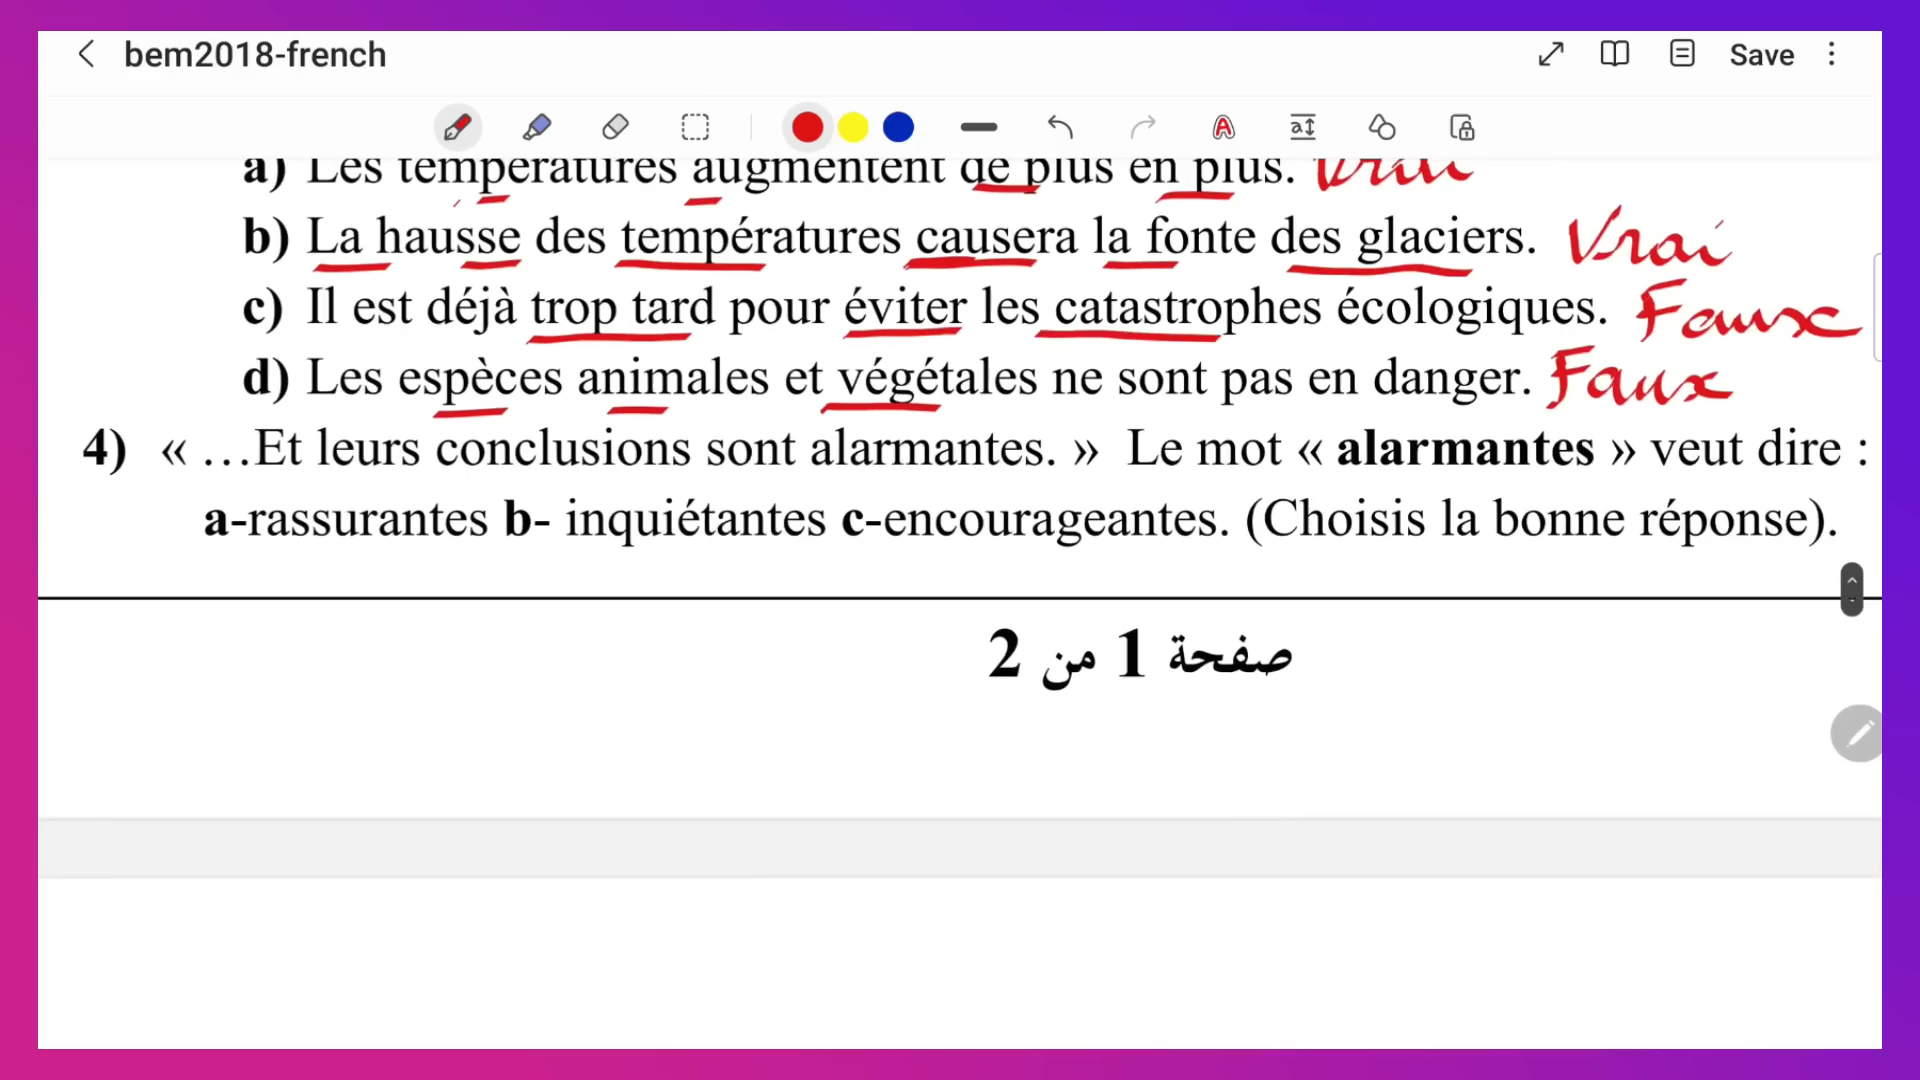 bem2018-french
Save
a) Les températures augmentent de plus en plus. Vrai
b) La hausse des températures causera la fonte des glaciers. Vrai
c) Il est déjà trop tard pour éviter les catastrophes écologiques. Faux
d) Les espèces animales et végétales ne sont pas en danger. Faux
4) « …Et leurs conclusions sont alarmantes. » Le mot « alarmantes » veut dire :
a-rassurantes b- inquiétantes c-encourageantes. (Choisis la bonne réponse).
صفحة 1 من 2